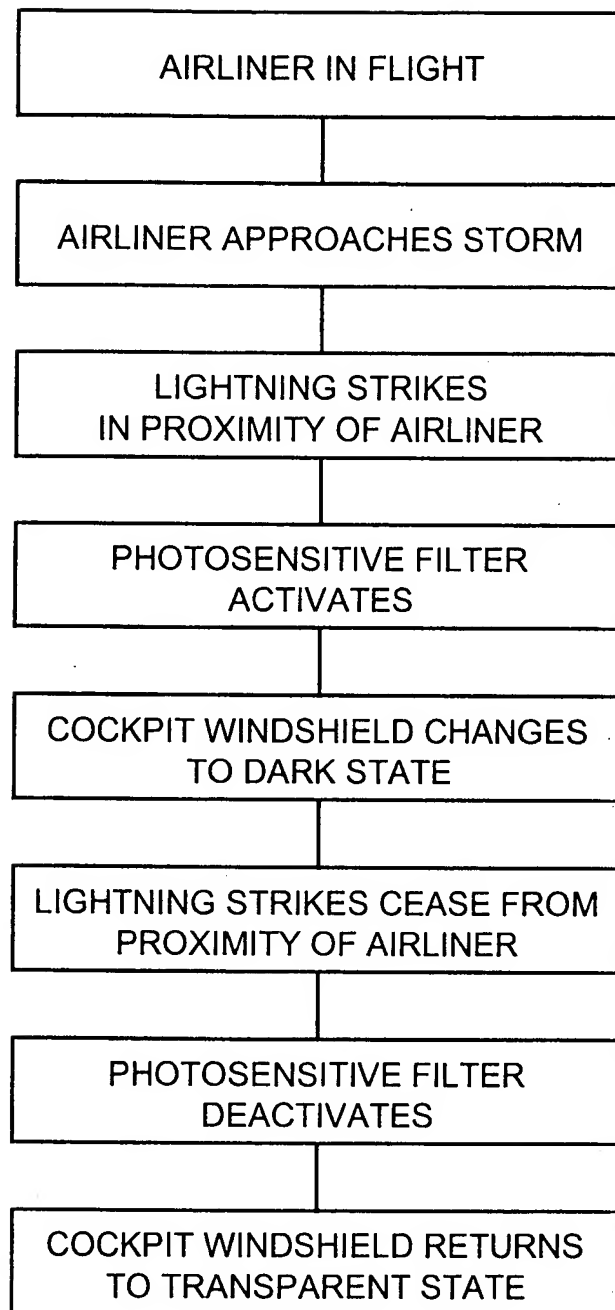 AIRLINER IN FLIGHT
AIRLINER APPROACHES STORM
LIGHTNING STRIKES
IN PROXIMITY OF AIRLINER
PHOTOSENSITIVE FILTER
ACTIVATES
COCKPIT WINDSHIELD CHANGES
TO DARK STATE
LIGHTNING STRIKES CEASE FROM
PROXIMITY OF AIRLINER
PHOTOSENSITIVE FILTER
DEACTIVATES
COCKPIT WINDSHIELD RETURNS
TO TRANSPARENT STATE